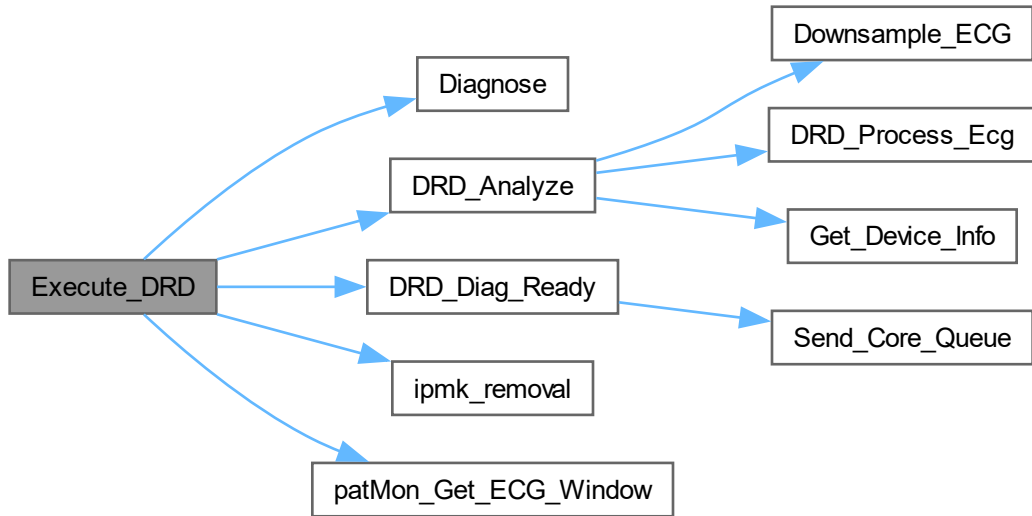 Execute_DRD
Diagnose
DRD_Analyze
Downsample_ECG
DRD_Process_Ecg
Get_Device_Info
DRD_Diag_Ready
Send_Core_Queue
ipmk_removal
patMon_Get_ECG_Window